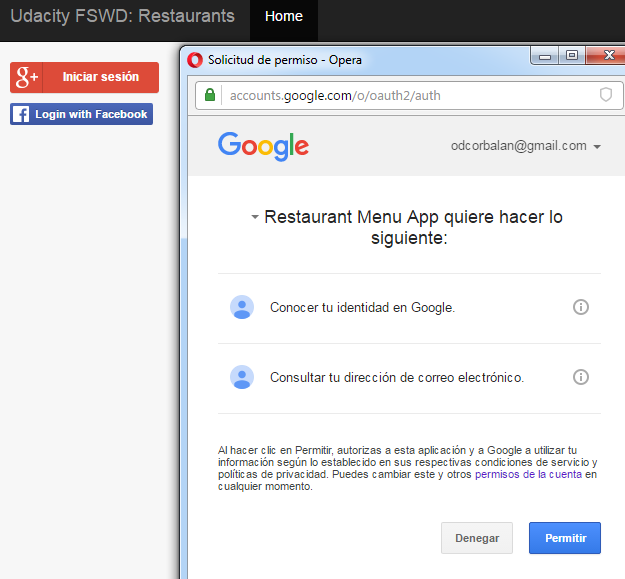 Udacity FSWD: Restaurants
Home
g+ Iniciar sesión
f Login with Facebook
Solicitud de permiso - Opera
accounts.google.com/o/oauth2/auth
Google
odcorbalan@gmail.com
Restaurant Menu App quiere hacer lo
siguiente:
Conocer tu identidad en Google.
Consultar tu dirección de correo electrónico.
Al hacer clic en Permitir, autorizas a esta aplicación y a Google a utilizar tu
información según lo establecido en sus respectivas condiciones de servicio y
políticas de privacidad. Puedes cambiar este y otros permisos de la cuenta en
cualquier momento.
Denegar
Permitir